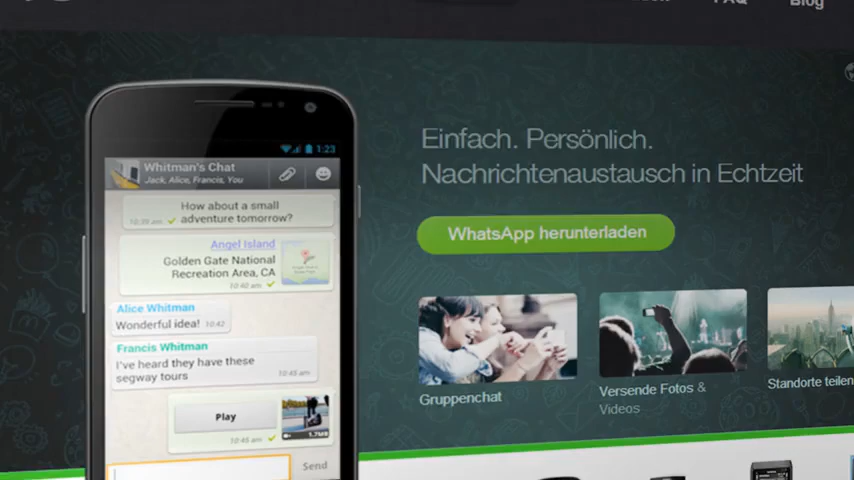 FAQ
Blog
1:23
Whitman's Chat
Jack, Alice, Francis, You
How about a small
adventure tomorrow?
10:39 am
Angel Island
Golden Gate National
Recreation Area, CA
10:40 am
Alice Whitman
Wonderful idea! 10:42
Francis Whitman
I've heard they have these
segway tours
10:45 am
Play
10:45 am
1.7MB
Send
Einfach. Persönlich.
Nachrichtenaustausch in Echtzeit
WhatsApp herunterladen
Gruppenchat
Versende Fotos &
Videos
Standorte teilen